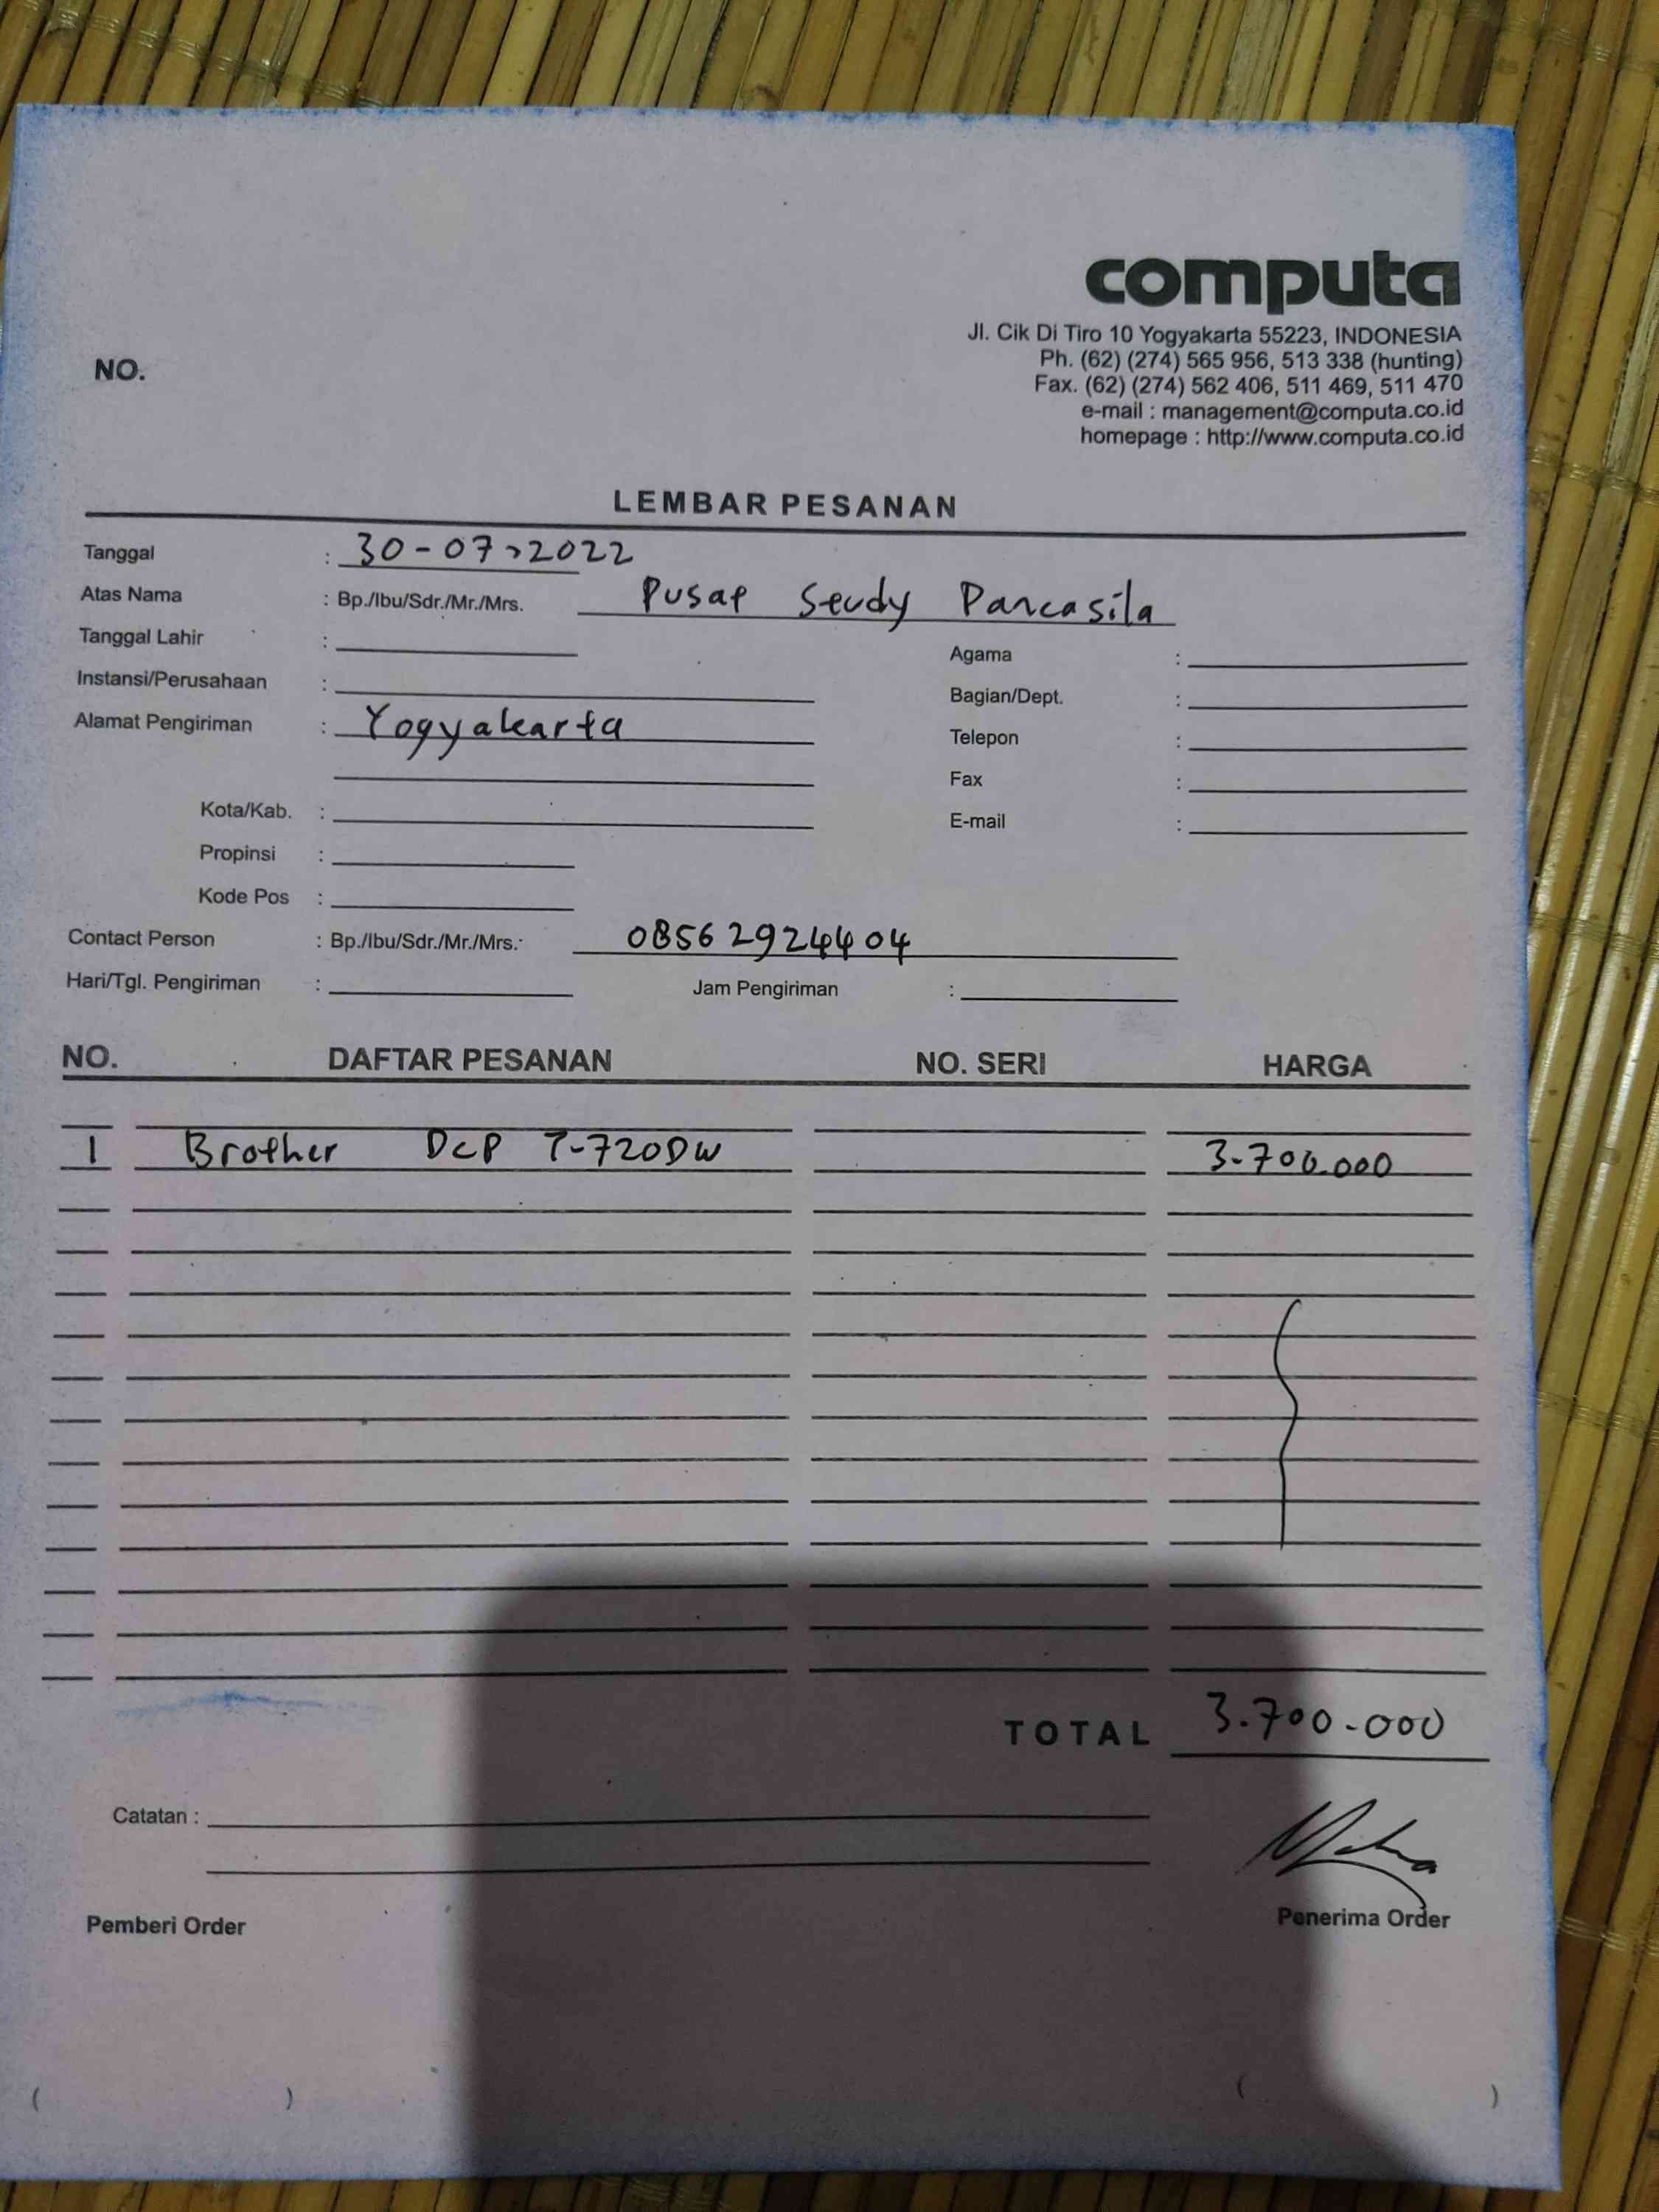 computa
Jl. Cik Di Tiro 10 Yogyakarta 55223, INDONESIA
Ph. (62) (274) 565 956, 513 338 (hunting)
Fax. (62) (274) 562 406, 511 469, 511 470
e-mail : management@computa.co.id
homepage : http://www.computa.co.id
NO.
LEMBAR PESANAN
Tanggal : 30-07-2022
Atas Nama : Bp./Ibu/Sdr./Mr./Mrs. Pusat Study Pancasila
Tanggal Lahir :
Agama :
Instansi/Perusahaan :
Bagian/Dept. :
Alamat Pengiriman : Yogyakarta
Telepon :
Fax :
Kota/Kab. :
E-mail :
Propinsi :
Kode Pos :
Contact Person : Bp./Ibu/Sdr./Mr./Mrs. 08562924404
Hari/Tgl. Pengiriman : Jam Pengiriman :
NO. DAFTAR PESANAN NO. SERI HARGA
1 Brother DCP T-720DW 3.700.000
TOTAL 3.700.000
Catatan :
Pemberi Order Penerima Order
( ) ( )